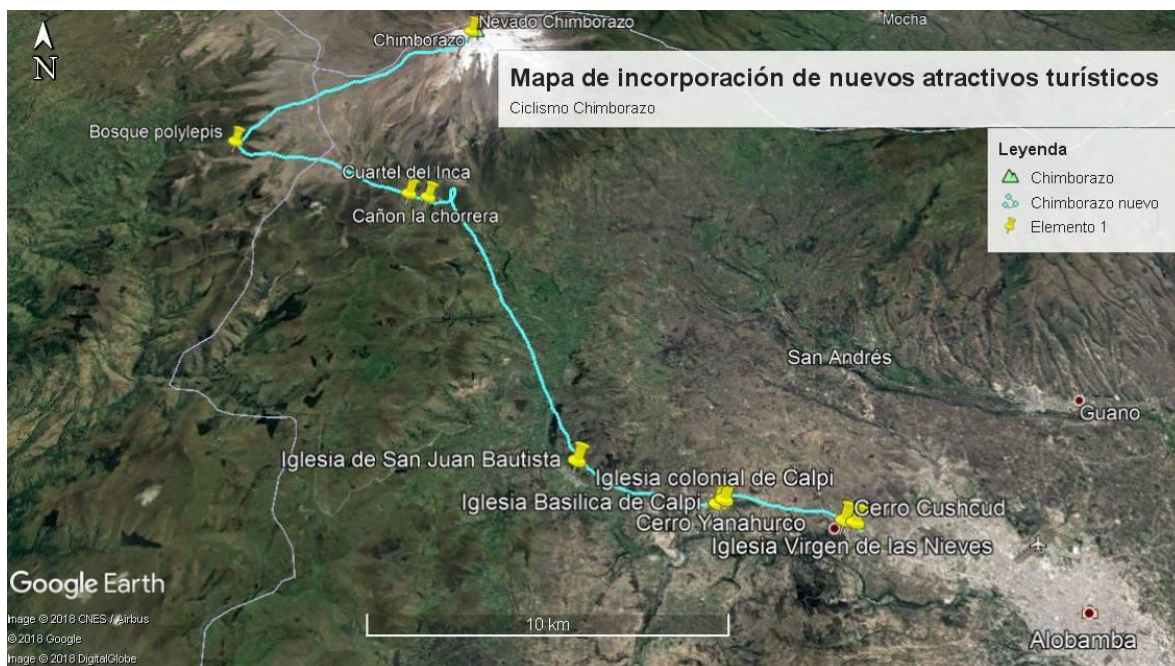 Nevado Chimborazo
Mocha
Chimborazo
N
Mapa de incorporación de nuevos atractivos turísticos
Ciclismo Chimborazo
Bosque polylepis
Leyenda
Chimborazo
Chimborazo nuevo
Elemento 1
Cuartel del Inca
Cañon la chorrera
San Andrés
Guano
Iglesia de San Juan Bautista
Iglesia colonial de Calpi
Iglesia Basilica de Calpi
Cerro Cushcud
Cerro Yanahurco
Iglesia Virgen de las Nieves
Google Earth
Image © 2018 CNES / Airbus
© 2018 Google
Image © 2018 DigitalGlobe
10 km
Alobamba